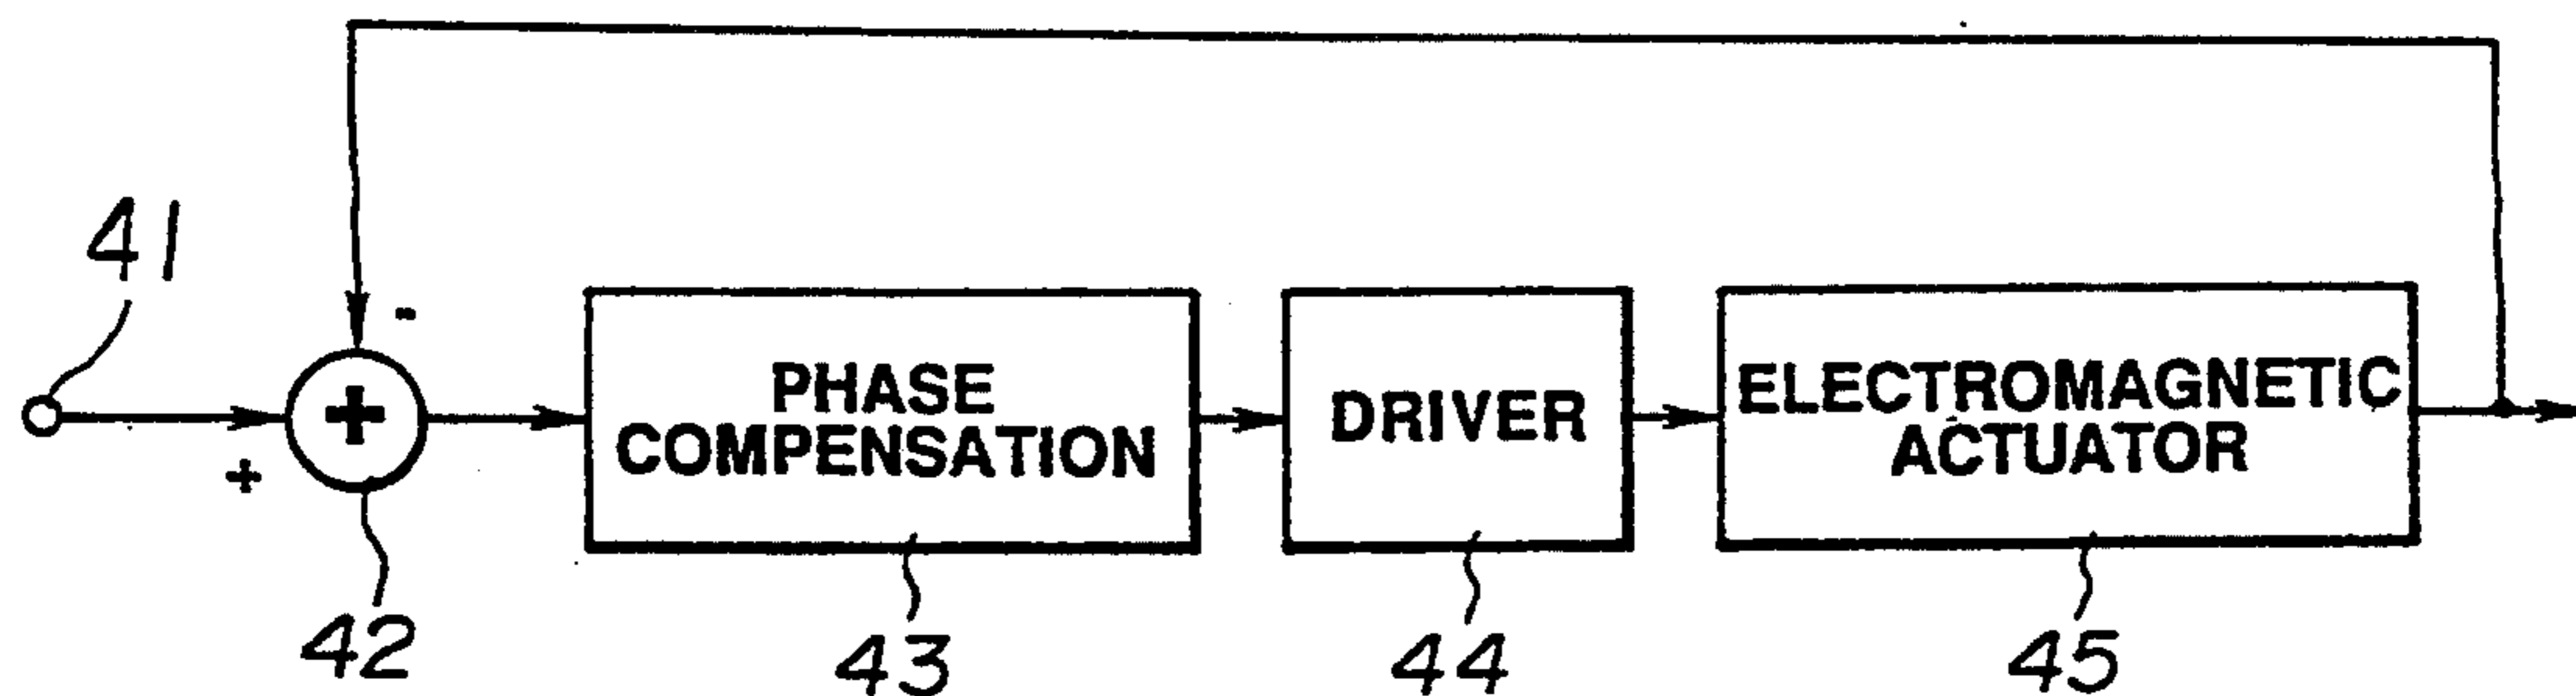 41
-
+
+
PHASE
COMPENSATION
DRIVER
ELECTROMAGNETIC
ACTUATOR
42
43
44
45